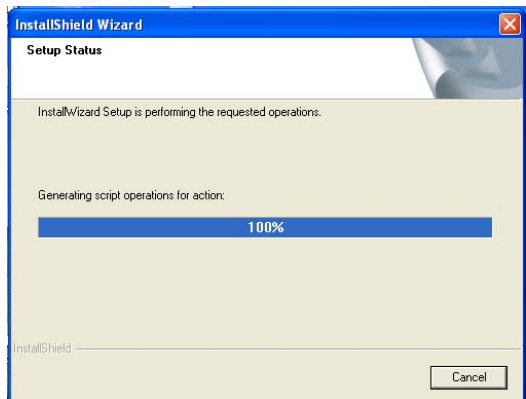 InstallShield Wizard
Setup Status
InstallWizard Setup is performing the requested operations.
Generating script operations for action:
100%
InstallShield
Cancel